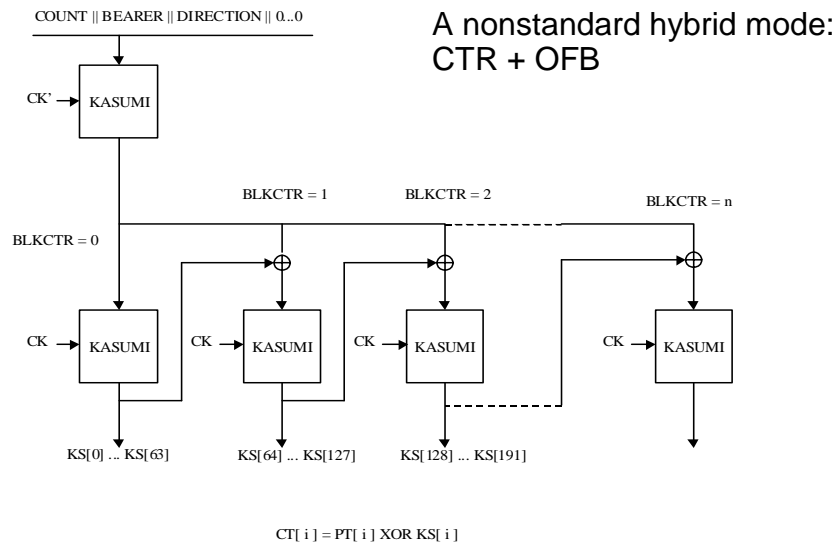 COUNT || BEARER || DIRECTION || 0...0
A nonstandard hybrid mode:
CTR + OFB
CK'
KASUMI
BLKCTR = 0
BLKCTR = 1
BLKCTR = 2
BLKCTR = n
CK
KASUMI
CK
KASUMI
CK
KASUMI
CK
KASUMI
KS[0] ... KS[63]
KS[64] ... KS[127]
KS[128] ... KS[191]
CT[ i ] = PT[ i ] XOR KS[ i ]